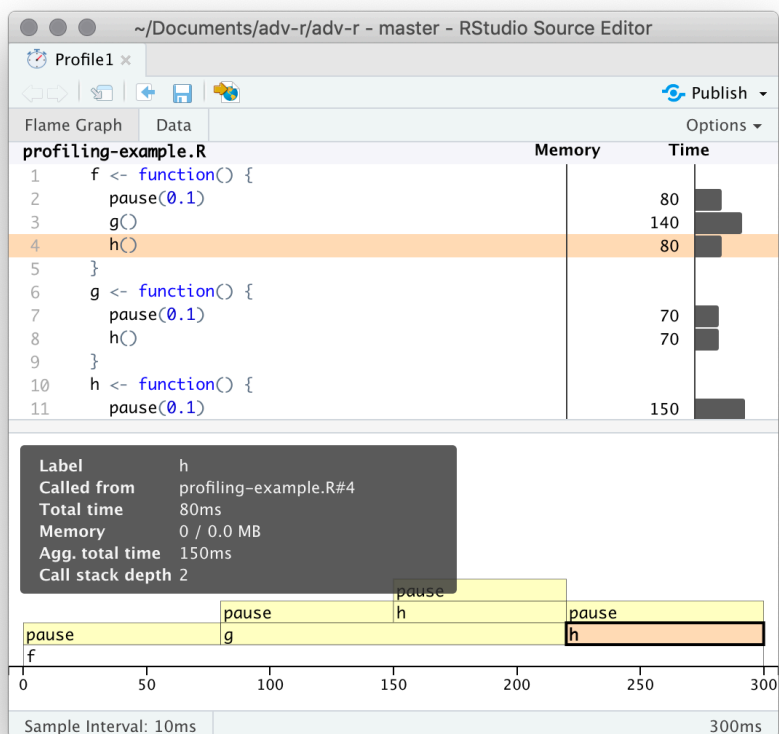 ~/Documents/adv-r/adv-r - master - RStudio Source Editor
Profile1 ×
Publish
Flame Graph Data Options
profiling-example.R Memory Time
1 f <- function() {
2 pause(0.1) 80
3 g() 140
4 h() 80
5 }
6 g <- function() {
7 pause(0.1) 70
8 h() 70
9 }
10 h <- function() {
11 pause(0.1) 150
Label h
Called from profiling-example.R#4
Total time 80ms
Memory 0 / 0.0 MB
Agg. total time 150ms
Call stack depth 2
pause
pause h pause
pause g h
f
0 50 100 150 200 250 300
Sample Interval: 10ms 300ms